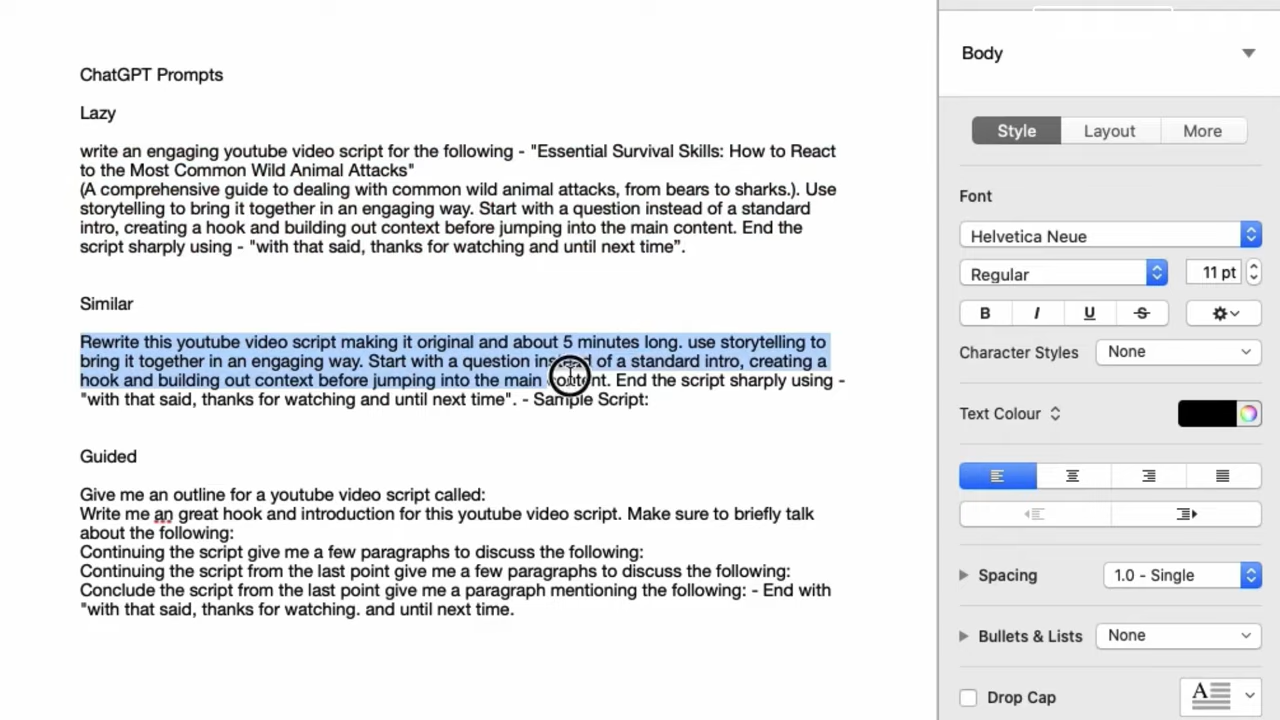 ChatGPT Prompts
Lazy
write an engaging youtube video script for the following - "Essential Survival Skills: How to React
to the Most Common Wild Animal Attacks"
(A comprehensive guide to dealing with common wild animal attacks, from bears to sharks.). Use
storytelling to bring it together in an engaging way. Start with a question instead of a standard
intro, creating a hook and building out context before jumping into the main content. End the
script sharply using - "with that said, thanks for watching and until next time”.
Similar
Rewrite this youtube video script making it original and about 5 minutes long. use storytelling to
bring it together in an engaging way. Start with a question instead of a standard intro, creating a
hook and building out context before jumping into the main content. End the script sharply using -
"with that said, thanks for watching and until next time". - Sample Script:
Guided
Give me an outline for a youtube video script called:
Write me an great hook and introduction for this youtube video script. Make sure to briefly talk
about the following:
Continuing the script give me a few paragraphs to discuss the following:
Continuing the script from the last point give me a few paragraphs to discuss the following:
Conclude the script from the last point give me a paragraph mentioning the following: - End with
"with that said, thanks for watching. and until next time.
Body
Style Layout More
Font
Helvetica Neue
Regular 11 pt
B I U S
Character Styles None
Text Colour
Spacing 1.0 - Single
Bullets & Lists None
Drop Cap A